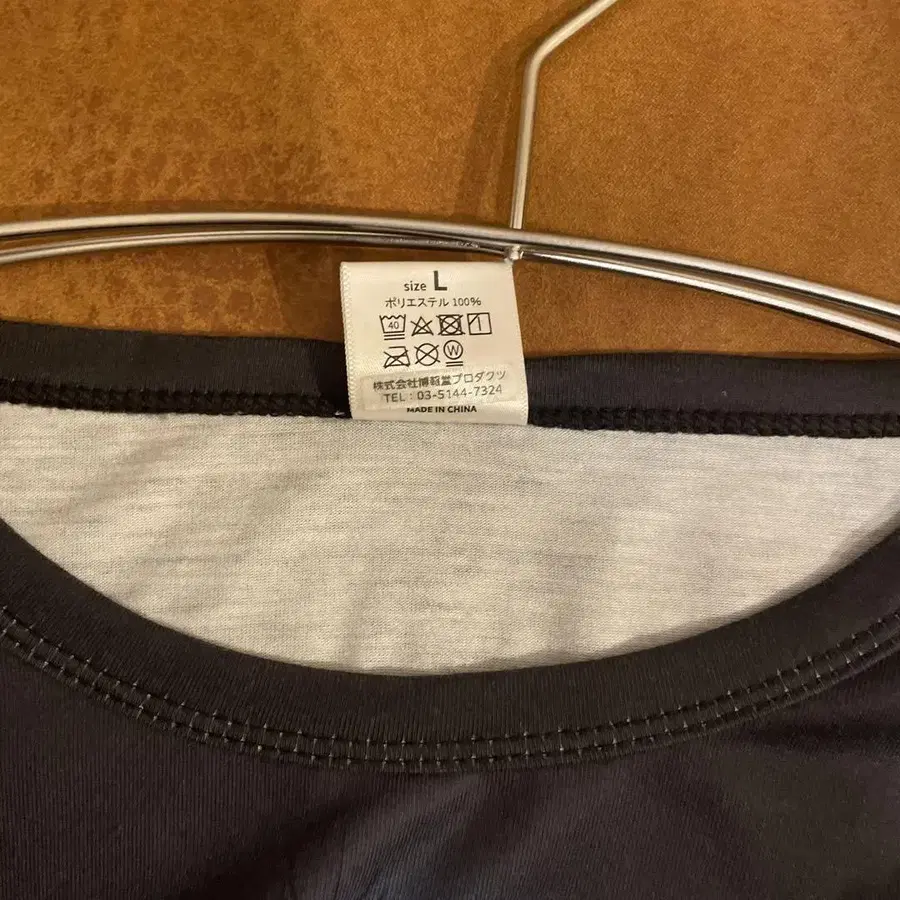 size L
ポリエステル 100%
40
W
株式会社博報堂プロダクツ
TEL：03-5144-7324
MADE IN CHINA